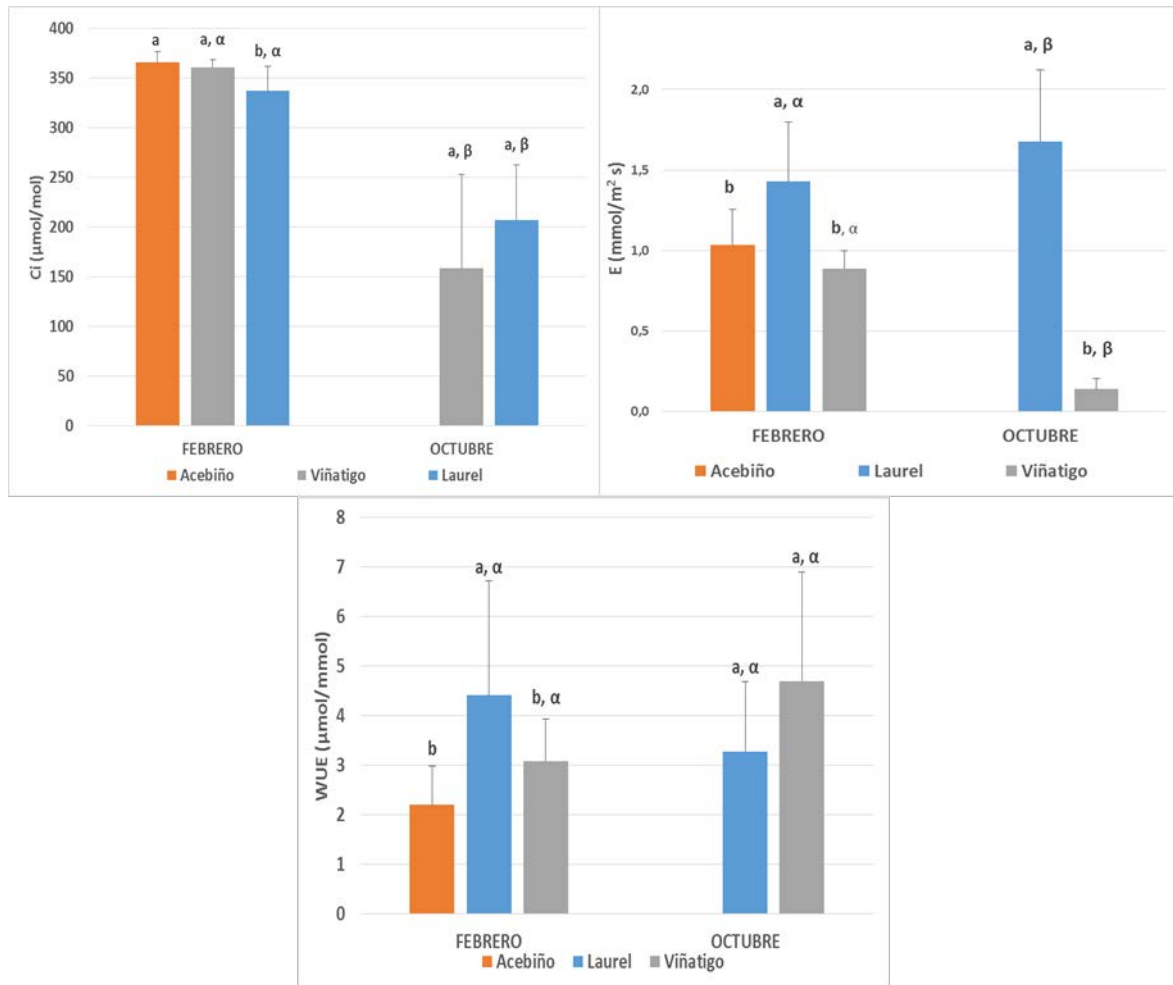 400
350
300
250
200
150
100
50
0
Ci (µmol/mol)
a
a, α
b, α
a, β
a, β
FEBRERO
OCTUBRE
Acebiño
Viñatigo
Laurel
2,0
1,5
1,0
0,5
0,0
E (mmol/m² s)
b
a, α
b, α
a, β
b, β
FEBRERO
OCTUBRE
Acebiño
Laurel
Viñatigo
8
7
6
5
4
3
2
1
0
WUE (µmol/mmol)
b
a, α
b, α
a, α
a, α
FEBRERO
OCTUBRE
Acebiño
Laurel
Viñatigo